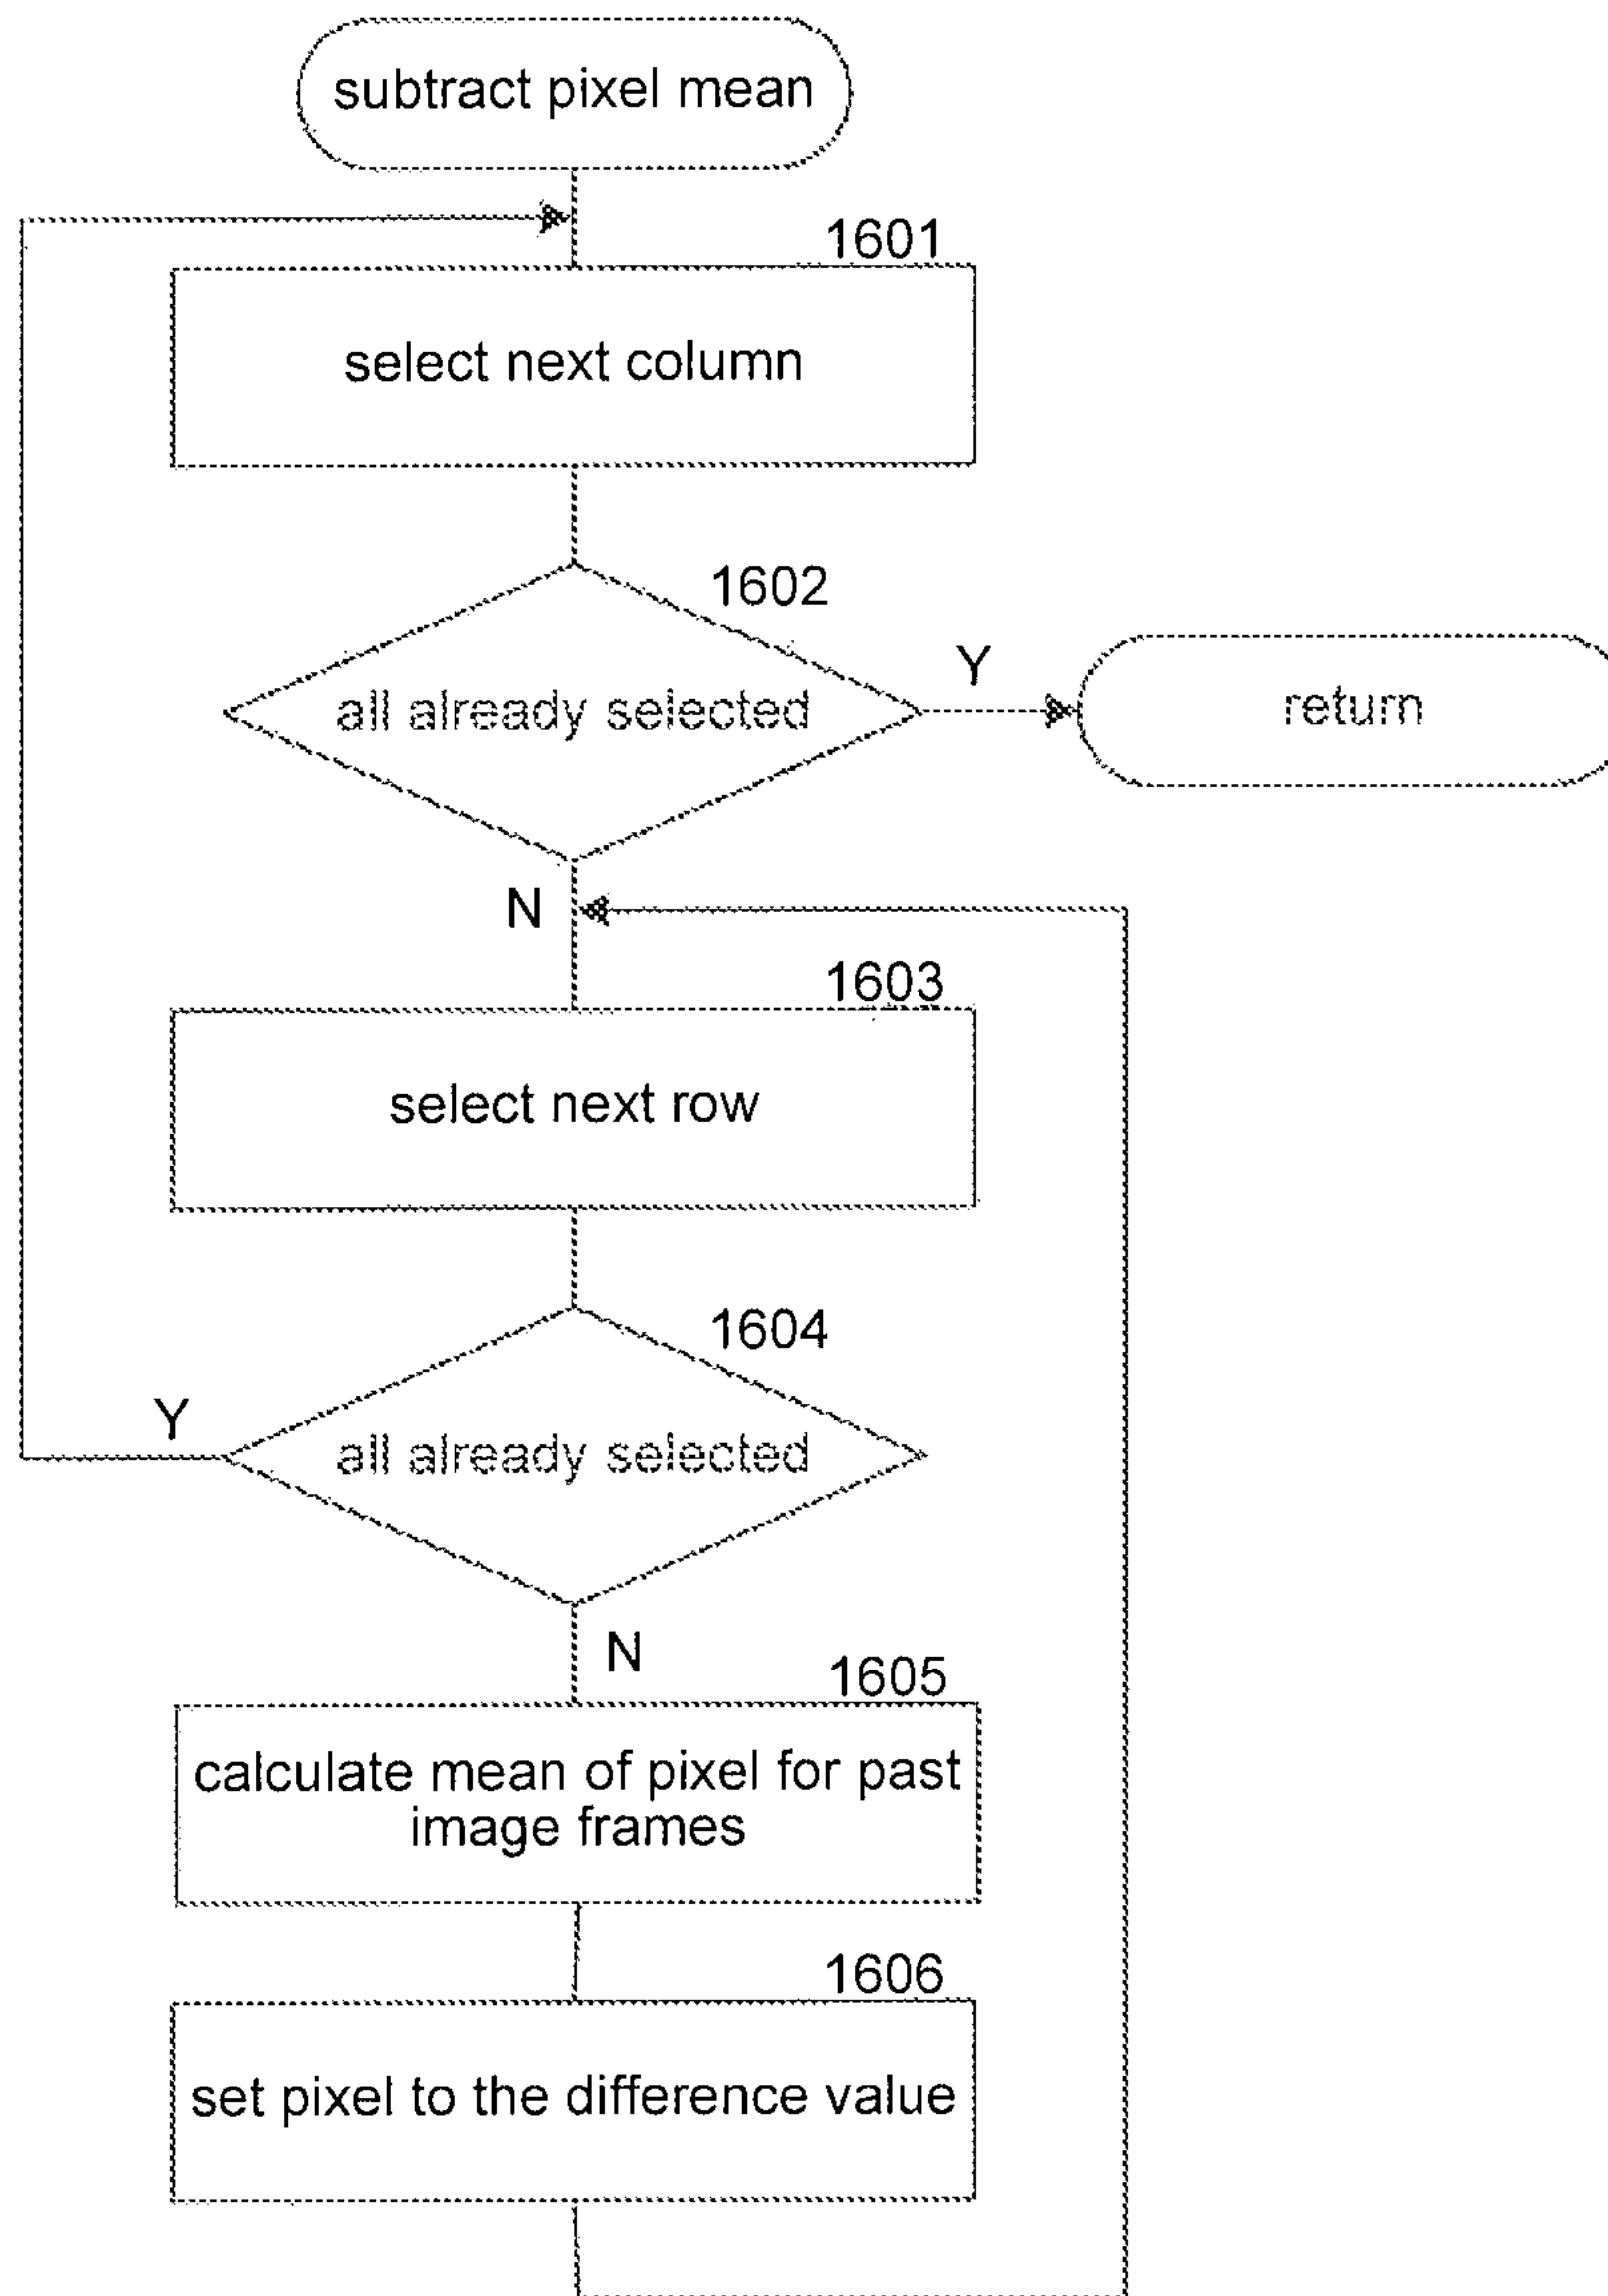 subtract pixel mean
1601
select next column
1602
all already selected
Y
return
N
1603
select next row
1604
Y
all already selected
N
1605
calculate mean of pixel for past
image frames
1606
set pixel to the difference value